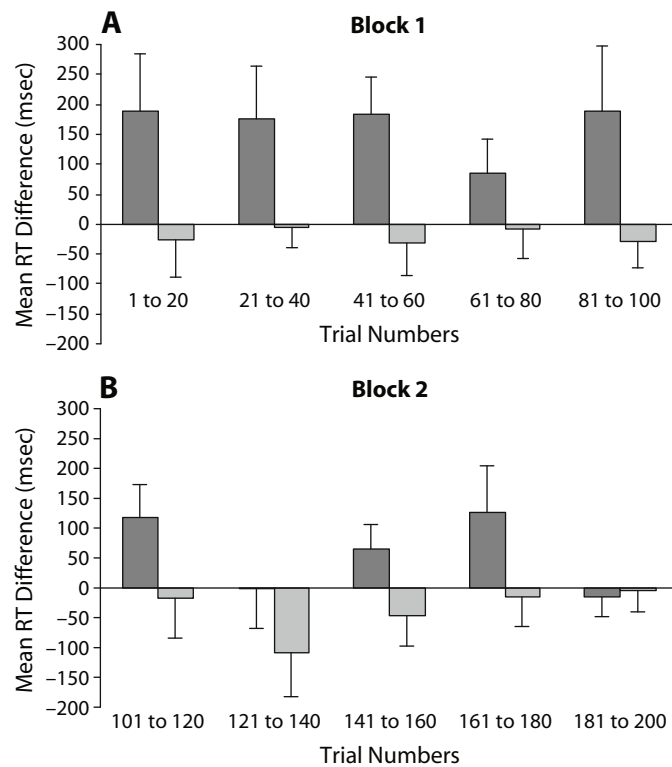 A
Block 1
Mean RT Difference (msec)
300
250
200
150
100
50
0
–50
–100
–150
–200
1 to 20 21 to 40 41 to 60 61 to 80 81 to 100
Trial Numbers
B
Block 2
Mean RT Difference (msec)
300
250
200
150
100
50
0
–50
–100
–150
–200
101 to 120 121 to 140 141 to 160 161 to 180 181 to 200
Trial Numbers